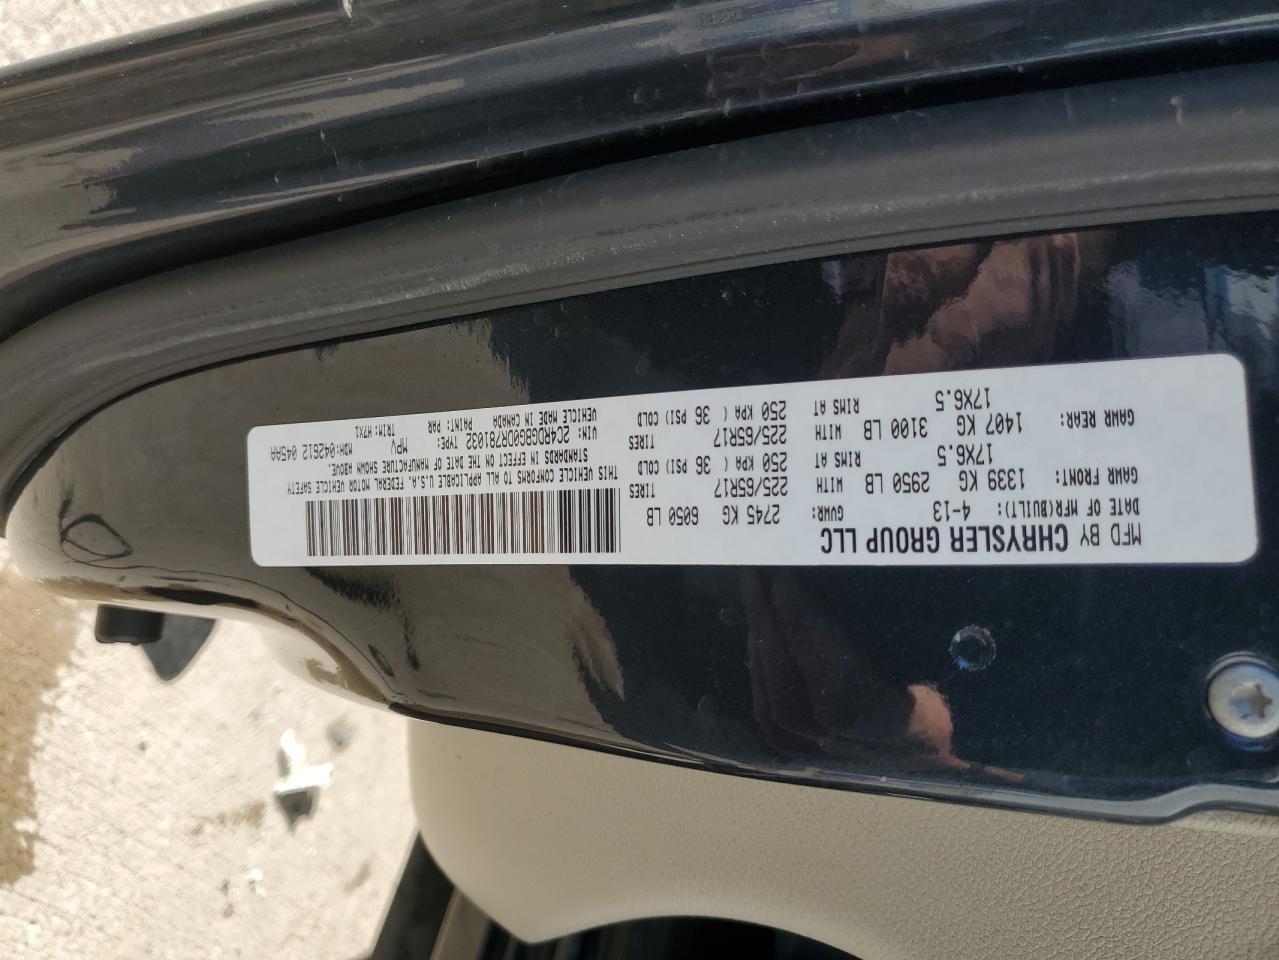 MFD BY CHRYSLER GROUP LLC
DATE OF MFR(BUILT): 4-13 GVWR: 2745 KG 6050 LB
GAWR FRONT: 1339 KG 2950 LB WITH 225/65R17 TIRES
17X6.5 RIMS AT 250 KPA ( 36 PSI) COLD
GAWR REAR: 1407 KG 3100 LB WITH 225/65R17 TIRES
17X6.5 RIMS AT 250 KPA ( 36 PSI) COLD
THIS VEHICLE CONFORMS TO ALL APPLICABLE U.S.A. FEDERAL MOTOR VEHICLE SAFETY
STANDARDS IN EFFECT ON THE DATE OF MANUFACTURE SHOWN ABOVE.
VIN: 2C4RDGBG0DR781032 TYPE: MPV MDH:042612 045AA
VEHICLE MADE IN CANADA PAINT: PAR TRIM: HTX1